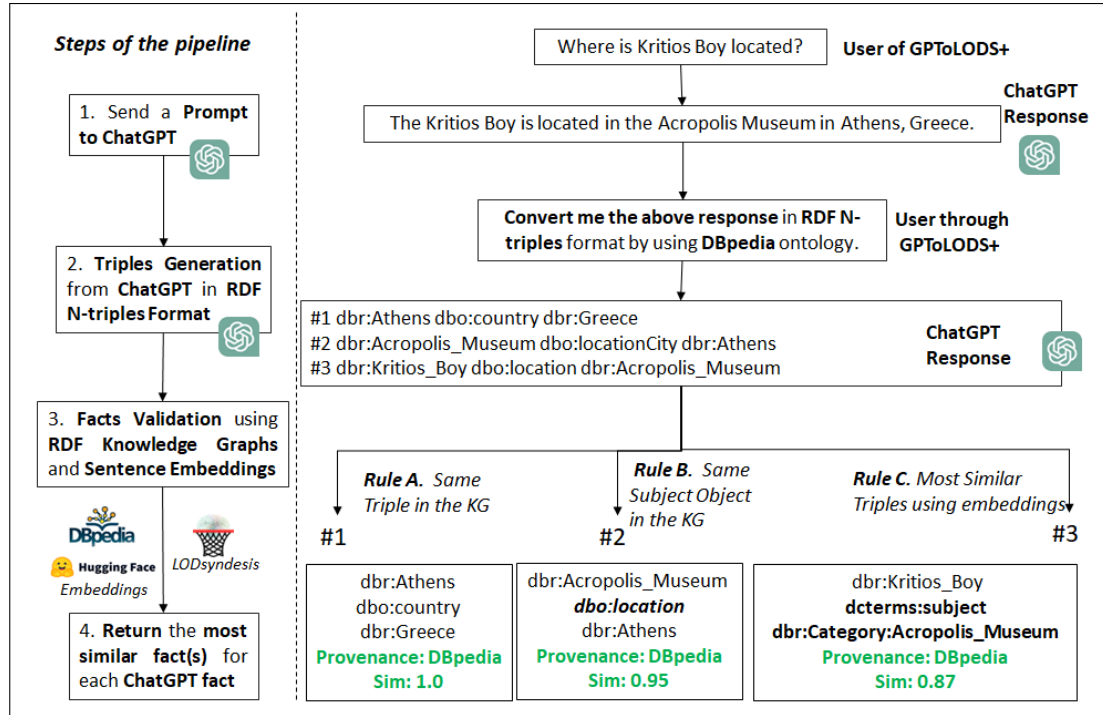 Steps of the pipeline
1. Send a Prompt
to ChatGPT
2. Triples Generation
from ChatGPT in RDF
N-triples Format
3. Facts Validation using
RDF Knowledge Graphs
and Sentence Embeddings
DBpedia
Hugging Face
Embeddings
LODsyndesis
4. Return the most
similar fact(s) for
each ChatGPT fact
Where is Kritios Boy located?
User of GPToLODS+
The Kritios Boy is located in the Acropolis Museum in Athens, Greece.
ChatGPT
Response
Convert me the above response in RDF N-
triples format by using DBpedia ontology.
User through
GPToLODS+
#1 dbr:Athens dbo:country dbr:Greece
#2 dbr:Acropolis_Museum dbo:locationCity dbr:Athens
#3 dbr:Kritios_Boy dbo:location dbr:Acropolis_Museum
ChatGPT
Response
Rule A. Same
Triple in the KG
#1
Rule B. Same
Subject Object
in the KG
#2
Rule C. Most Similar
Triples using embeddings
#3
dbr:Athens
dbo:country
dbr:Greece
Provenance: DBpedia
Sim: 1.0
dbr:Acropolis_Museum
dbo:location
dbr:Athens
Provenance: DBpedia
Sim: 0.95
dbr:Kritios_Boy
dcterms:subject
dbr:Category:Acropolis_Museum
Provenance: DBpedia
Sim: 0.87